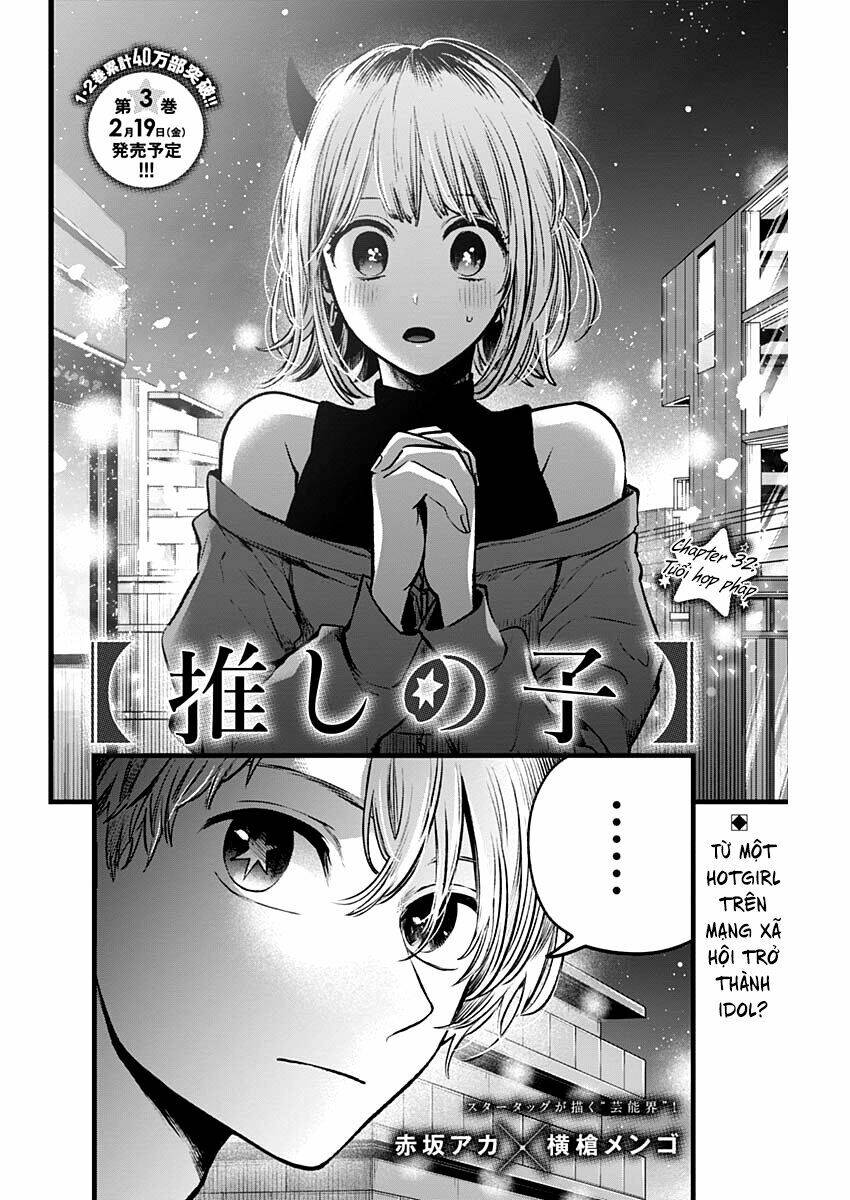 1・2巻累計40万部突破!!
第3巻
2月19日(金)
発売予定
!!!
Chapter 32:
Tuổi hợp pháp
【推しの子】
・・・・・・
TỪ MỘT
HOTGIRL
TRÊN
MẠNG XÃ
HỘI TRỞ
THÀNH
IDOL?
スタータッグが描く“芸能界”!
赤坂アカ×横槍メンゴ